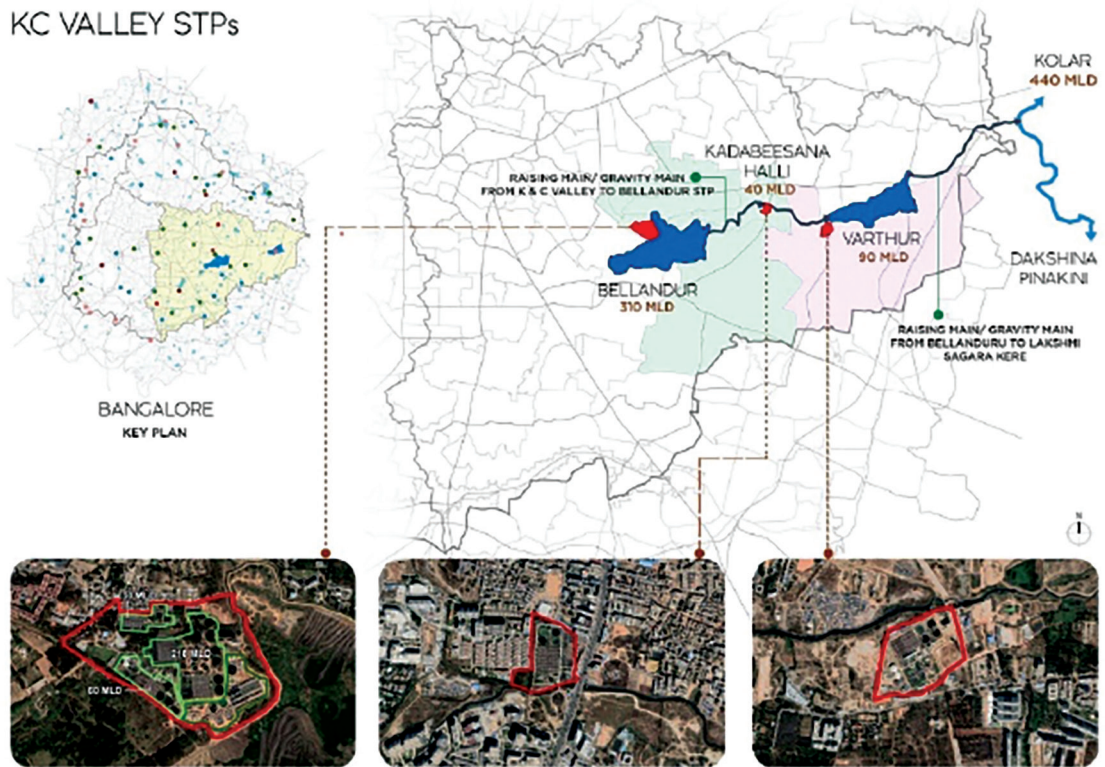 KC VALLEY STPs
KOLAR
440 MLD
KADABEESANA
HALLI
40 MLD
RAISING MAIN/ GRAVITY MAIN
FROM K & C VALLEY TO BELLANDUR STP
VARTHUR
90 MLD
DAKSHINA
PINAKINI
BELLANDUR
310 MLD
RAISING MAIN/ GRAVITY MAIN
FROM BELLANDURU TO LAKSHMI
SAGARA KERE
BANGALORE
KEY PLAN
N
60 MLD